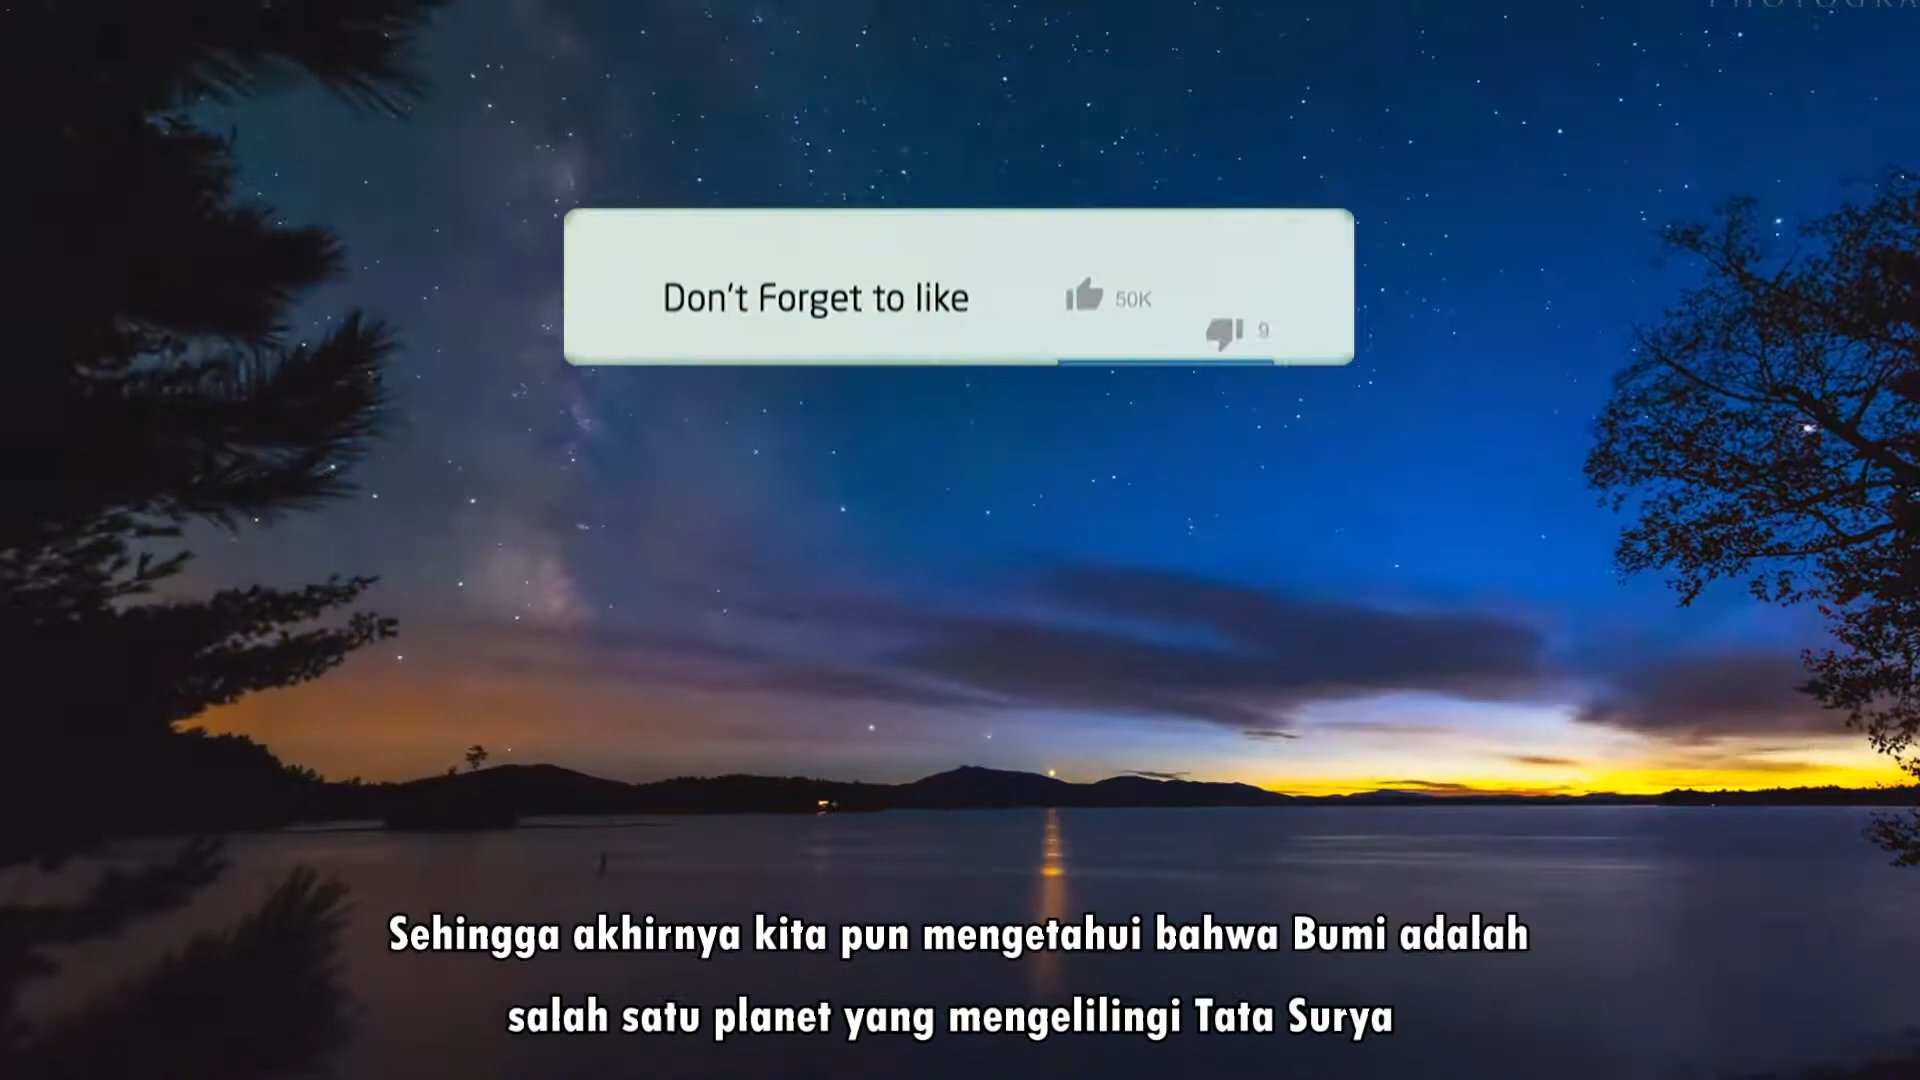 Don't Forget to like
50K
9
Sehingga akhirnya kita pun mengetahui bahwa Bumi adalah
salah satu planet yang mengelilingi Tata Surya